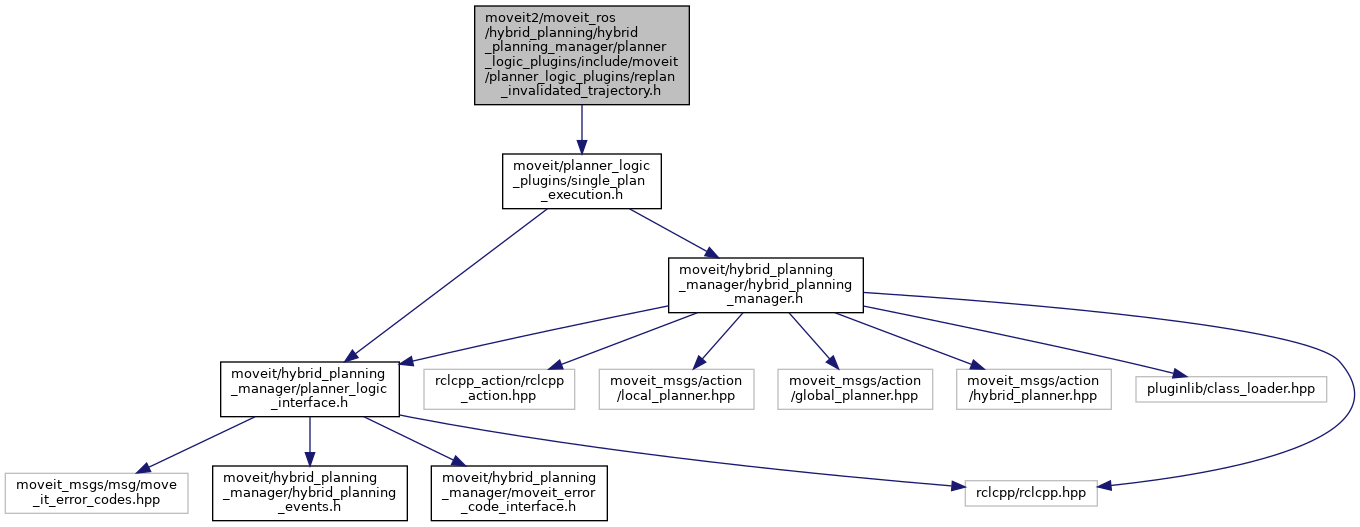 moveit2/moveit_ros
/hybrid_planning/hybrid
_planning_manager/planner
_logic_plugins/include/moveit
/planner_logic_plugins/replan
_invalidated_trajectory.h
moveit/planner_logic
_plugins/single_plan
_execution.h
moveit/hybrid_planning
_manager/hybrid_planning
_manager.h
moveit/hybrid_planning
_manager/planner_logic
_interface.h
rclcpp_action/rclcpp
_action.hpp
moveit_msgs/action
/local_planner.hpp
moveit_msgs/action
/global_planner.hpp
moveit_msgs/action
/hybrid_planner.hpp
pluginlib/class_loader.hpp
moveit_msgs/msg/move
_it_error_codes.hpp
moveit/hybrid_planning
_manager/hybrid_planning
_events.h
moveit/hybrid_planning
_manager/moveit_error
_code_interface.h
rclcpp/rclcpp.hpp